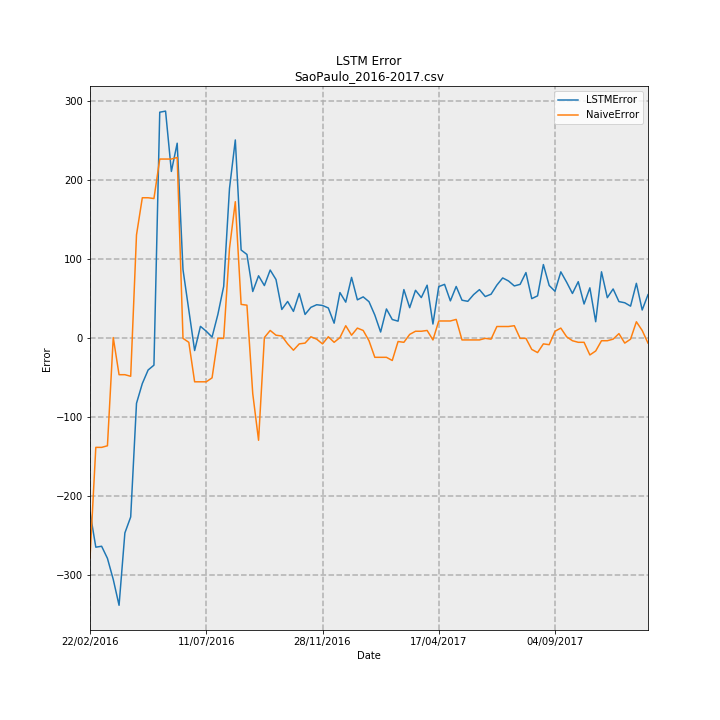 LSTM Error
SaoPaulo_2016-2017.csv
LSTMError
NaiveError
300
200
100
0
−100
−200
−300
Error
22/02/2016
11/07/2016
28/11/2016
17/04/2017
04/09/2017
Date